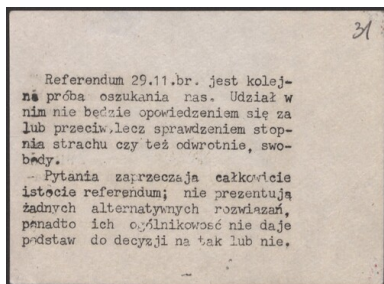 31
Referendum 29.11.br. jest kolej-
na próba oszukania nas. Udział w
nim nie będzie opowiedzeniem się za
lub przeciw,lecz sprawdzeniem stop-
nia strachu czy też odwrotnie, swo-
body.
Pytania zaprzeczają całkowicie
istocie referendum; nie prezentują
żadnych alternatywnych rozwiązań,
ponadto ich ogólnikowość nie daje
podstaw do decyzji na tak lub nie.